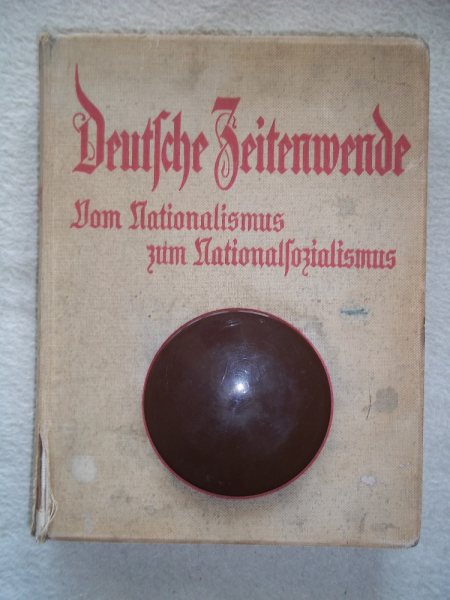 Deutsche Zeitenwende
Vom Nationalismus
zum Nationalsozialismus